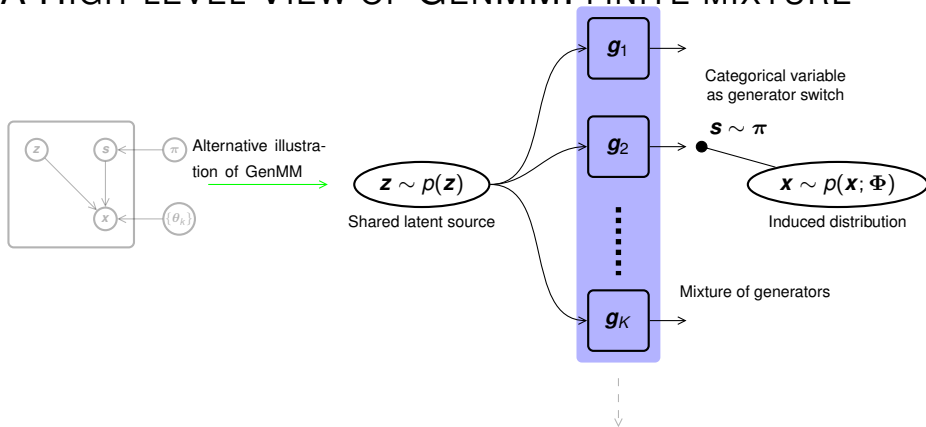 A HIGH LEVEL VIEW OF GENMM: FINITE MIXTURE
z
s
π
x
{θk}
Alternative illustra-
tion of GenMM
z ∼ p(z)
Shared latent source
g1
g2
gK
Categorical variable
as generator switch
s ∼ π
x ∼ p(x; Φ)
Induced distribution
Mixture of generators